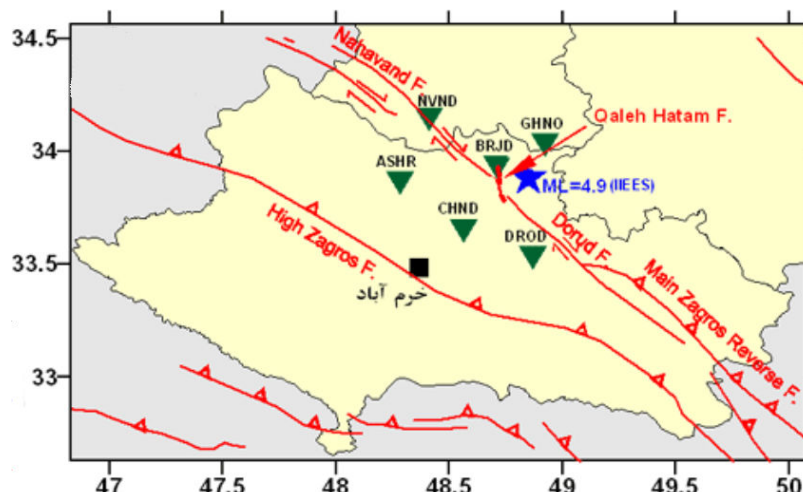 34.5
Nahavand F.
NVND
GHNO
Qaleh Hatam F.
34
BRJD
ASHR
ML=4.9 (IIEES)
CHND
High Zagros F.
DROD
Dorud F.
Main Zagros Reverse F.
33.5
خرم آباد
33
47
47.5
48
48.5
49
49.5
50